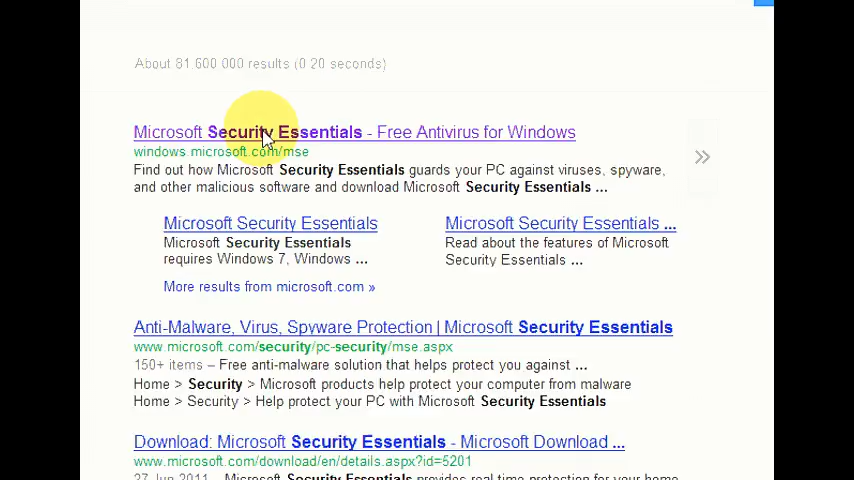 About 81 600 000 results (0 20 seconds)
Microsoft Security Essentials - Free Antivirus for Windows
windows.microsoft.com/mse
Find out how Microsoft Security Essentials guards your PC against viruses, spyware,
and other malicious software and download Microsoft Security Essentials ...
»
Microsoft Security Essentials
Microsoft Security Essentials
requires Windows 7, Windows ...
Microsoft Security Essentials ...
Read about the features of Microsoft
Security Essentials ...
More results from microsoft.com »
Anti-Malware, Virus, Spyware Protection | Microsoft Security Essentials
www.microsoft.com/security/pc-security/mse.aspx
150+ items – Free anti-malware solution that helps protect you against ...
Home > Security > Microsoft products help protect your computer from malware
Home > Security > Help protect your PC with Microsoft Security Essentials
Download: Microsoft Security Essentials - Microsoft Download ...
www.microsoft.com/download/en/details.aspx?id=5201
27 Jun 2011 – Microsoft Security Essentials provides real time protection for your home